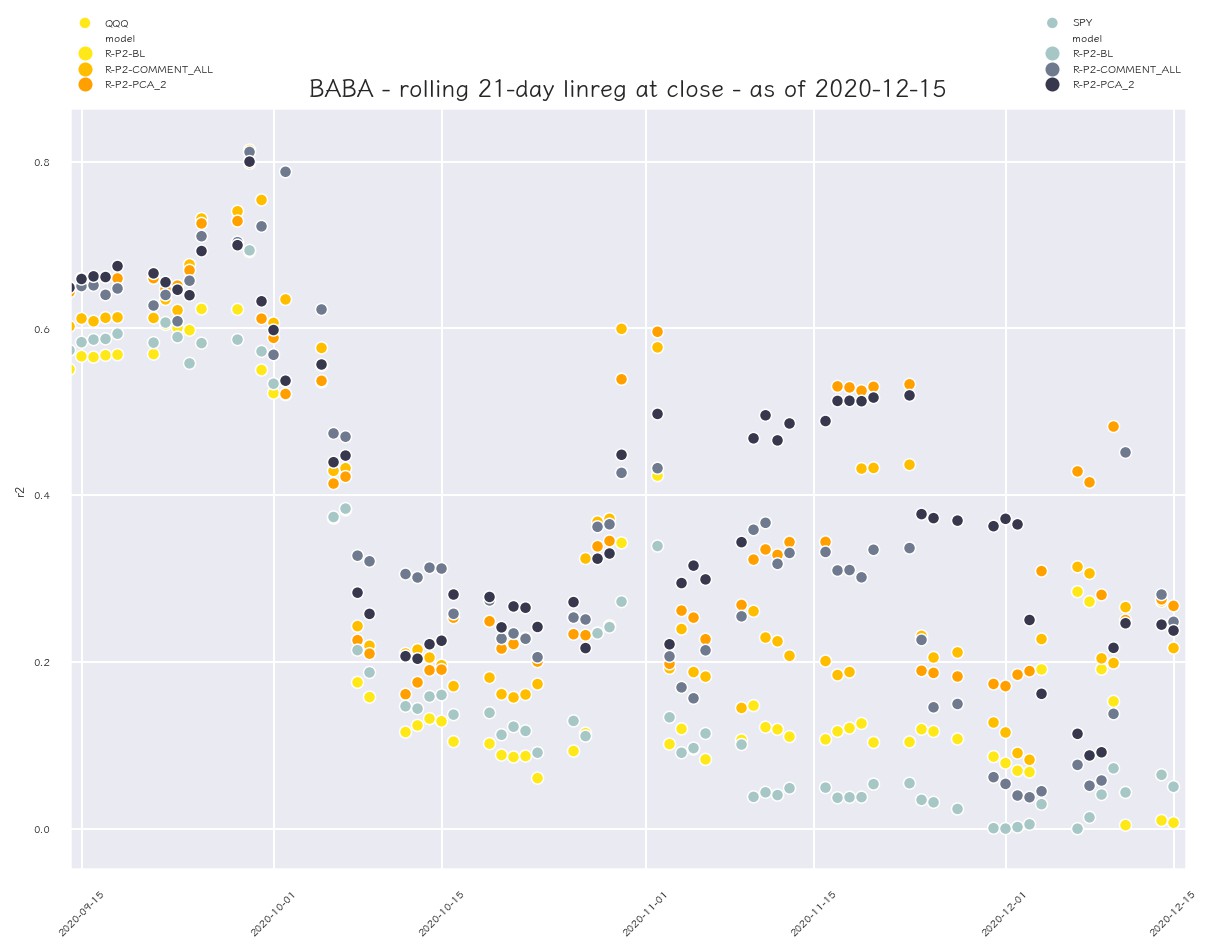 QQQ
model
R-P2-BL
R-P2-COMMENT_ALL
R-P2-PCA_2
SPY
model
R-P2-BL
R-P2-COMMENT_ALL
R-P2-PCA_2
BABA - rolling 21-day linreg at close - as of 2020-12-15
r2
0.8
0.6
0.4
0.2
0.0
2020-09-15
2020-10-01
2020-10-15
2020-11-01
2020-11-15
2020-12-01
2020-12-15